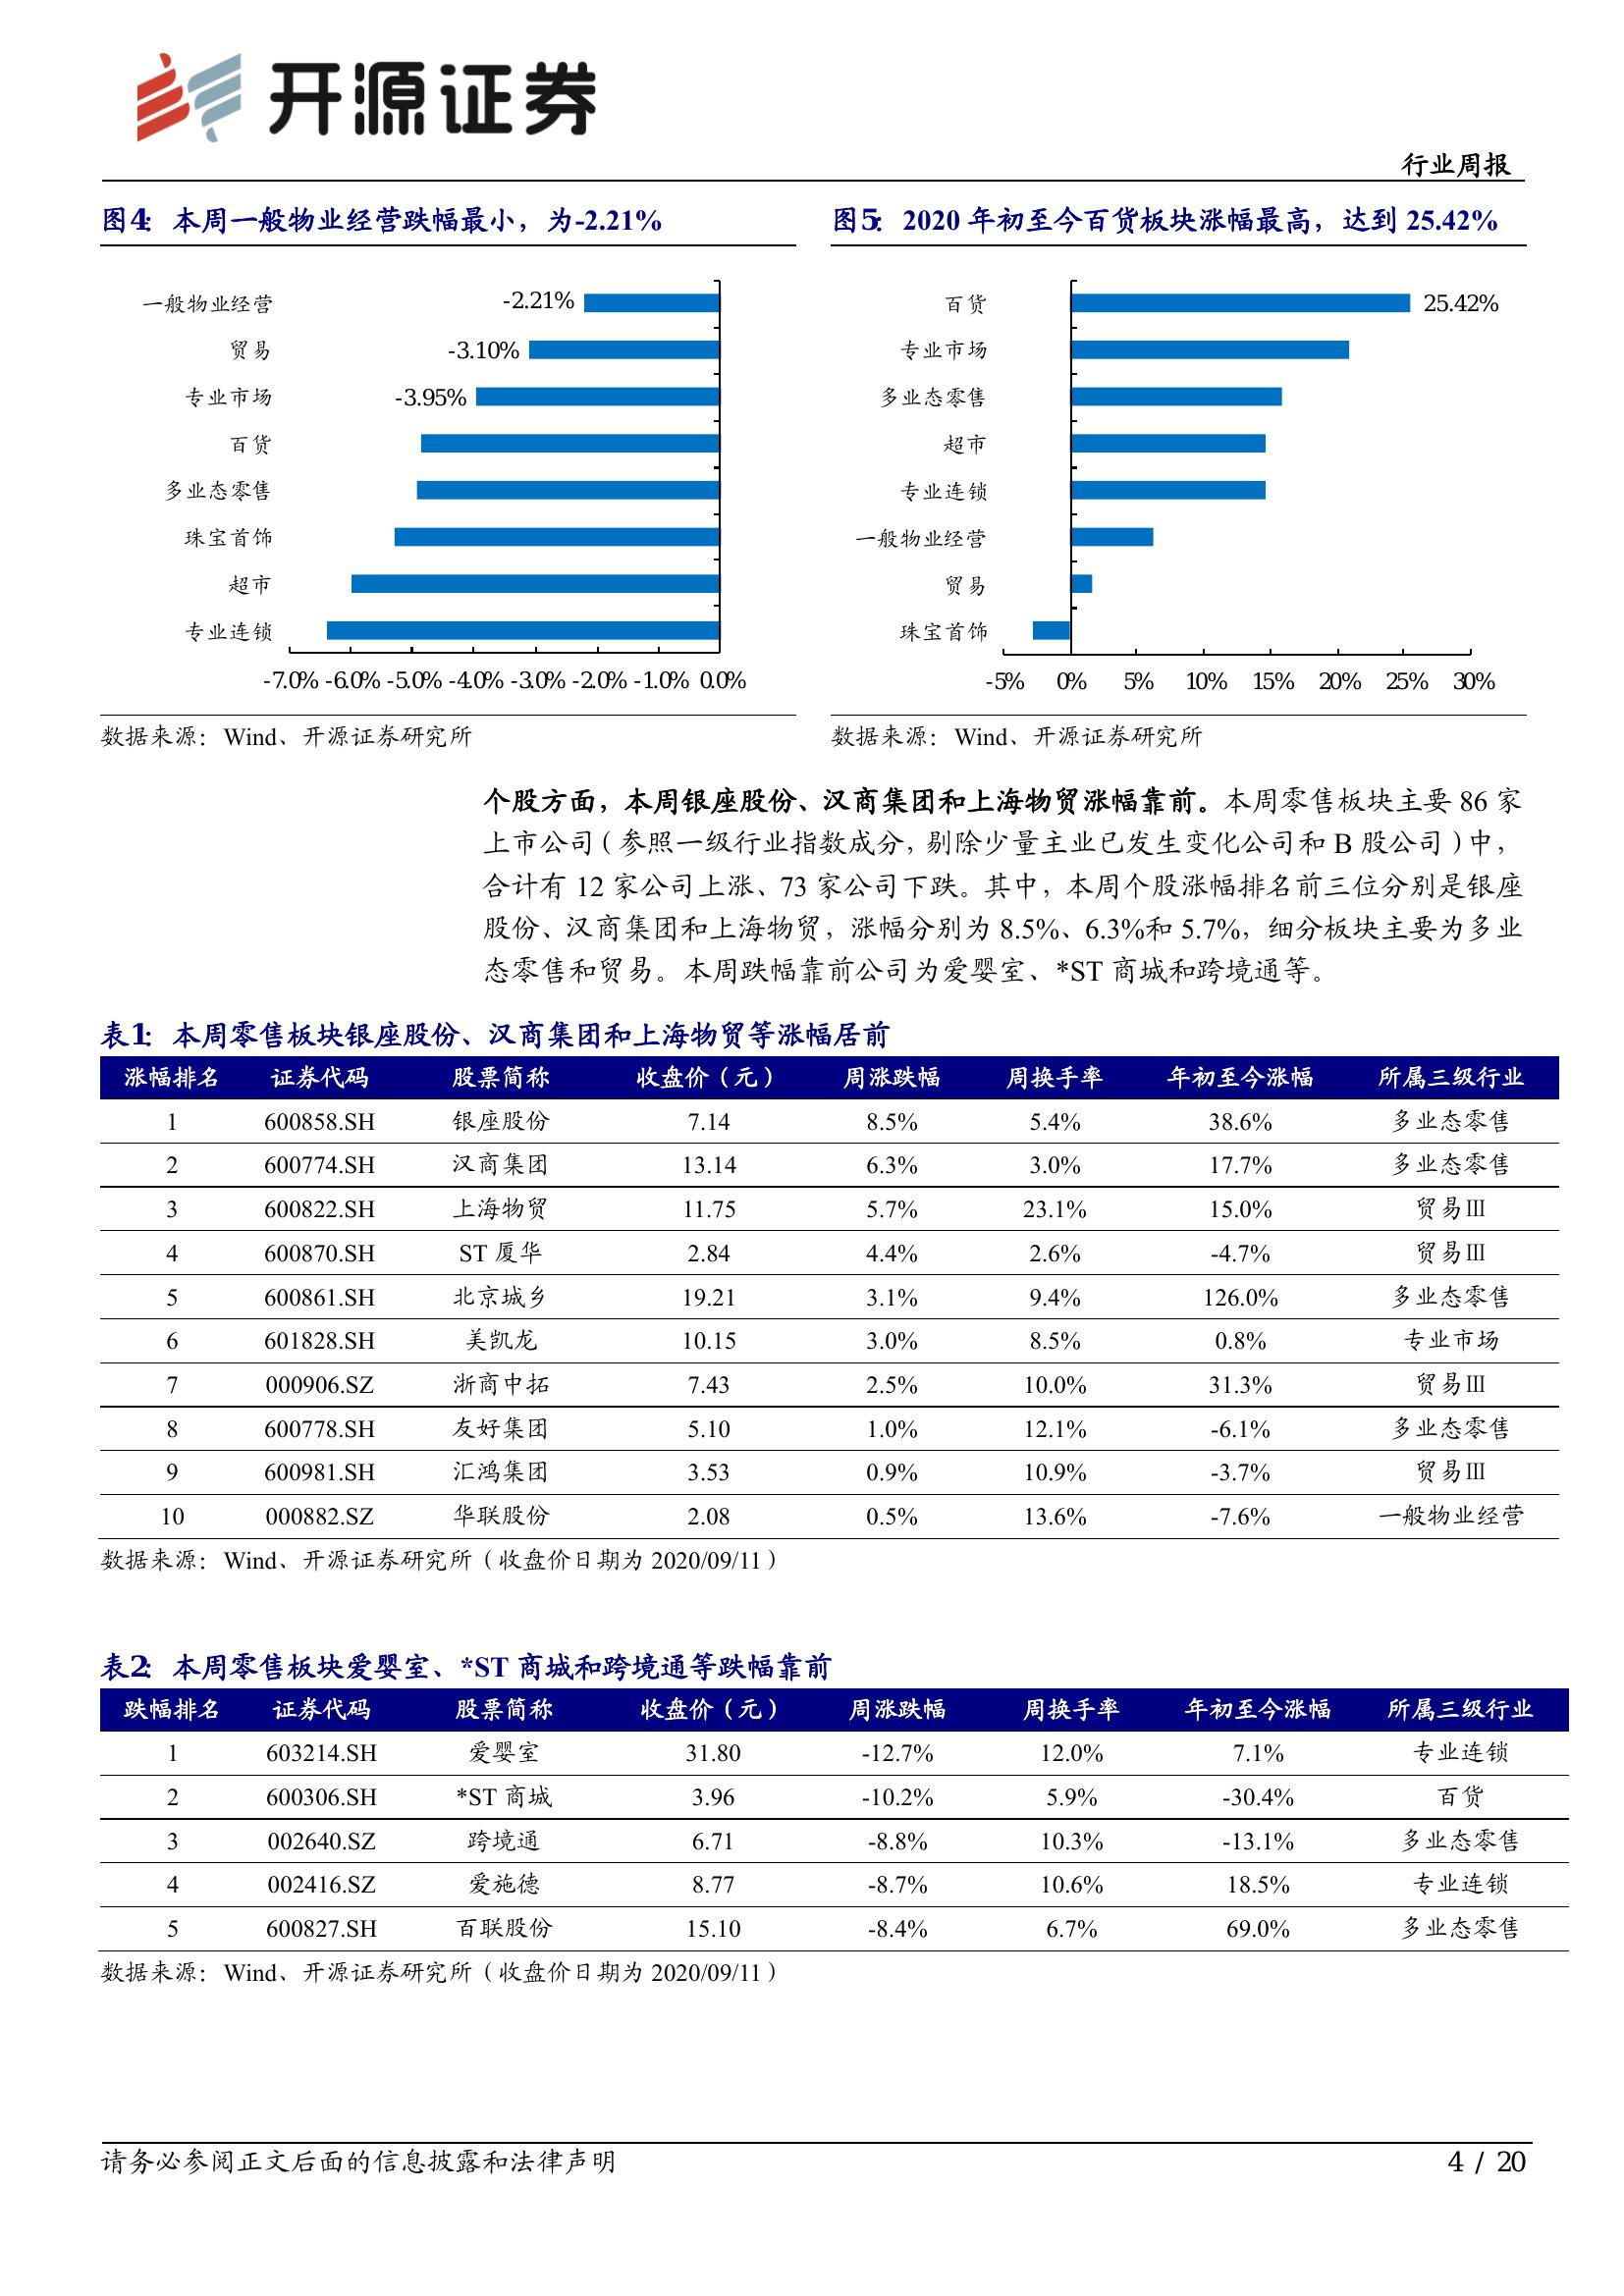 开源证券
行业周报
图4：本周一般物业经营跌幅最小，为-2.21%
一般物业经营 -2.21%
贸易 -3.10%
专业市场 -3.95%
百货
多业态零售
珠宝首饰
超市
专业连锁
-7.0% -6.0% -5.0% -4.0% -3.0% -2.0% -1.0% 0.0%
数据来源：Wind、开源证券研究所
图5：2020 年初至今百货板块涨幅最高，达到 25.42%
百货 25.42%
专业市场
多业态零售
超市
专业连锁
一般物业经营
贸易
珠宝首饰
-5% 0% 5% 10% 15% 20% 25% 30%
数据来源：Wind、开源证券研究所
个股方面，本周银座股份、汉商集团和上海物贸涨幅靠前。本周零售板块主要 86 家
上市公司（参照一级行业指数成分，剔除少量主业已发生变化公司和 B 股公司）中，
合计有 12 家公司上涨、73 家公司下跌。其中，本周个股涨幅排名前三位分别是银座
股份、汉商集团和上海物贸，涨幅分别为 8.5%、6.3%和 5.7%，细分板块主要为多业
态零售和贸易。本周跌幅靠前公司为爱婴室、*ST 商城和跨境通等。
表1：本周零售板块银座股份、汉商集团和上海物贸等涨幅居前
涨幅排名 证券代码 股票简称 收盘价（元） 周涨跌幅 周换手率 年初至今涨幅 所属三级行业
1 600858.SH 银座股份 7.14 8.5% 5.4% 38.6% 多业态零售
2 600774.SH 汉商集团 13.14 6.3% 3.0% 17.7% 多业态零售
3 600822.SH 上海物贸 11.75 5.7% 23.1% 15.0% 贸易Ⅲ
4 600870.SH ST 厦华 2.84 4.4% 2.6% -4.7% 贸易Ⅲ
5 600861.SH 北京城乡 19.21 3.1% 9.4% 126.0% 多业态零售
6 601828.SH 美凯龙 10.15 3.0% 8.5% 0.8% 专业市场
7 000906.SZ 浙商中拓 7.43 2.5% 10.0% 31.3% 贸易Ⅲ
8 600778.SH 友好集团 5.10 1.0% 12.1% -6.1% 多业态零售
9 600981.SH 汇鸿集团 3.53 0.9% 10.9% -3.7% 贸易Ⅲ
10 000882.SZ 华联股份 2.08 0.5% 13.6% -7.6% 一般物业经营
数据来源：Wind、开源证券研究所（收盘价日期为 2020/09/11）
表2：本周零售板块爱婴室、*ST 商城和跨境通等跌幅靠前
跌幅排名 证券代码 股票简称 收盘价（元） 周涨跌幅 周换手率 年初至今涨幅 所属三级行业
1 603214.SH 爱婴室 31.80 -12.7% 12.0% 7.1% 专业连锁
2 600306.SH *ST 商城 3.96 -10.2% 5.9% -30.4% 百货
3 002640.SZ 跨境通 6.71 -8.8% 10.3% -13.1% 多业态零售
4 002416.SZ 爱施德 8.77 -8.7% 10.6% 18.5% 专业连锁
5 600827.SH 百联股份 15.10 -8.4% 6.7% 69.0% 多业态零售
数据来源：Wind、开源证券研究所（收盘价日期为 2020/09/11）
请务必参阅正文后面的信息披露和法律声明
4 / 20